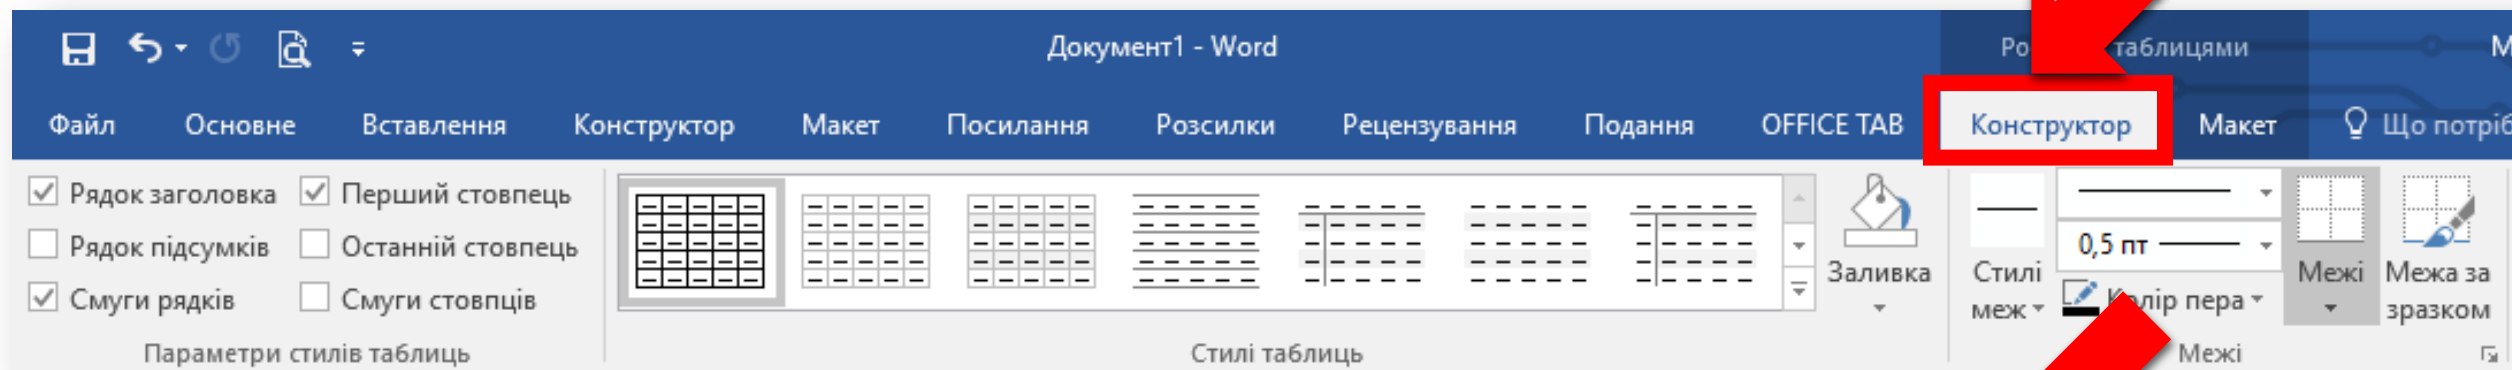 Документ1 - Word
таблицями
Файл Основне Вставлення Конструктор Макет Посилання Розсилки Рецензування Подання OFFICE TAB Конструктор Макет Що
Рядок заголовка Перший стовпець
Рядок підсумків Останній стовпець
Смуги рядків Смуги стовпців
Параметри стилів таблиць
Стилі таблиць
Заливка
Стилі
меж
0,5 пт
Колір пера
Межі
Межа за
зразком
Межі